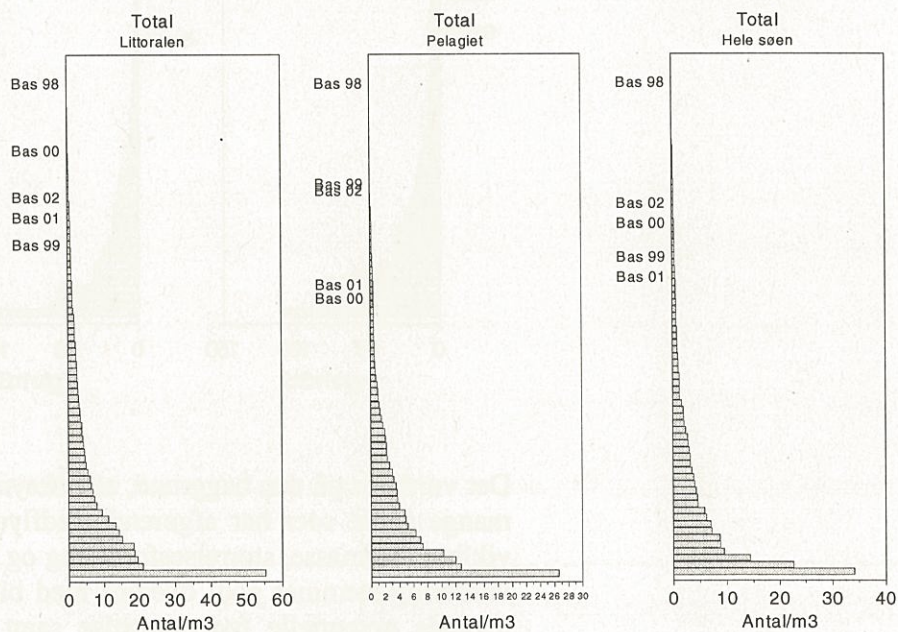 Total
Littoralen
Bas 98
Bas 00
Bas 02
Bas 01
Bas 99
0 10 20 30 40 50 60
Antal/m3
Total
Pelagiet
Bas 98
Bas 99
Bas 02
Bas 01
Bas 00
0 2 4 6 8 10 12 14 16 18 20 22 24 26 28 30
Antal/m3
Total
Hele søen
Bas 98
Bas 02
Bas 00
Bas 99
Bas 01
0 10 20 30 40
Antal/m3